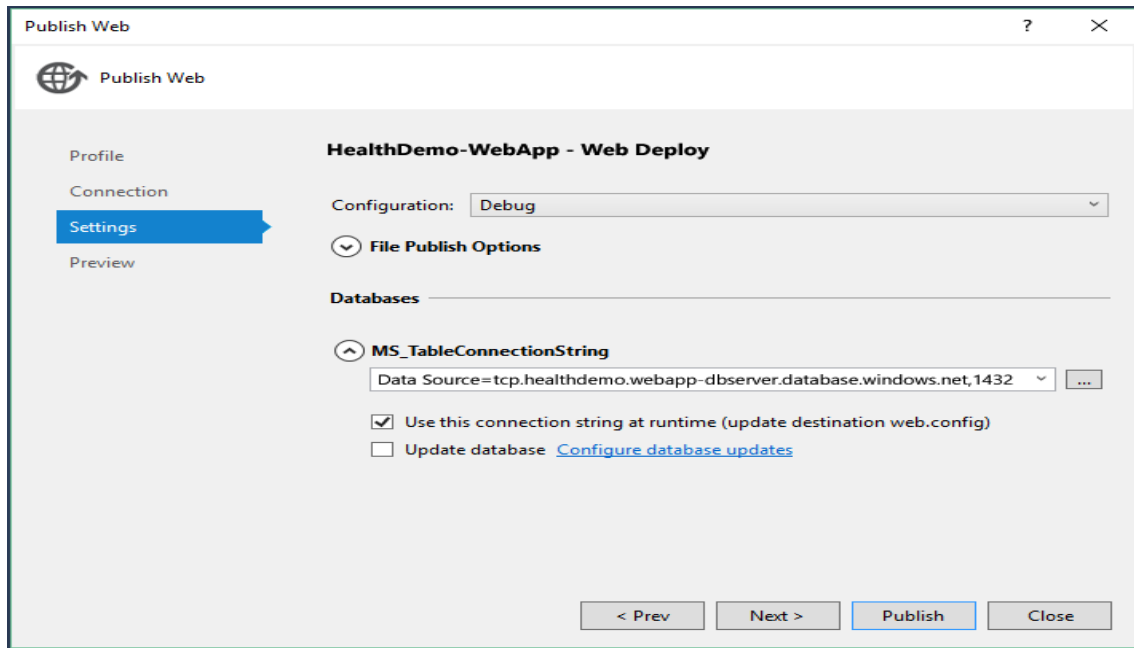 Publish Web
?
Publish Web
Profile
Connection
Settings
Preview
HealthDemo-WebApp - Web Deploy
Configuration: Debug
File Publish Options
Databases
MS_TableConnectionString
Data Source=tcp.healthdemo.webapp-dbserver.database.windows.net,1432
...
Use this connection string at runtime (update destination web.config)
Update database Configure database updates
< Prev Next > Publish Close